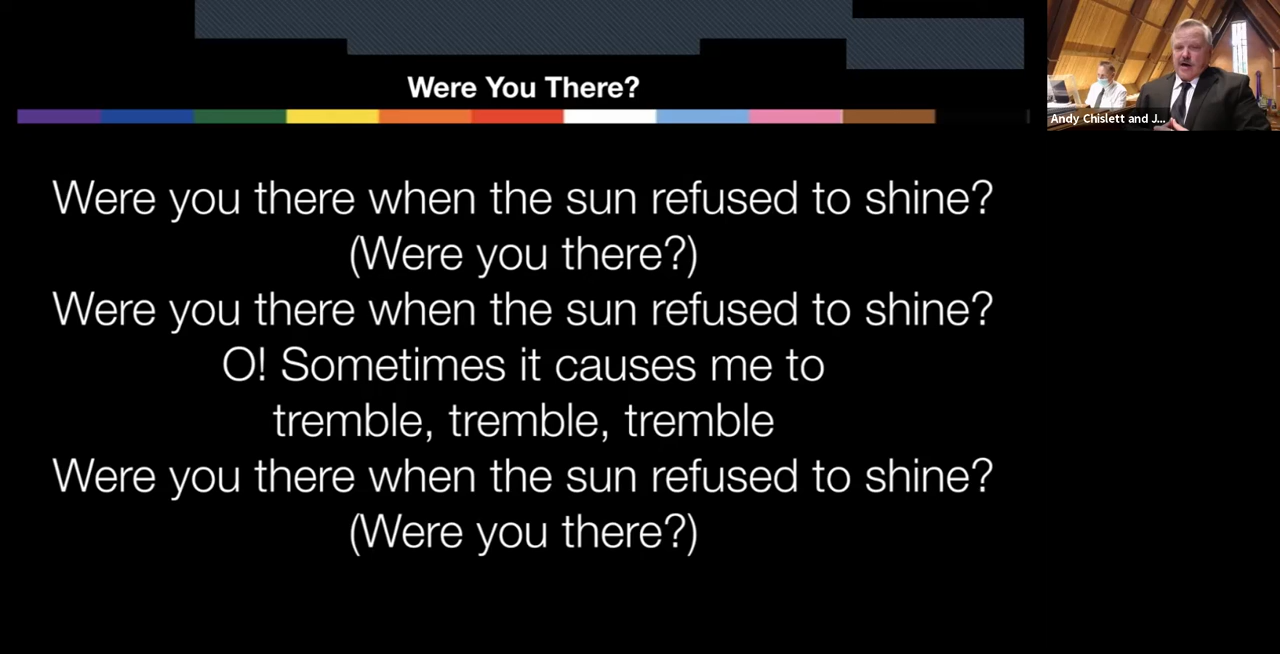 Were You There?
Andy Chislett and J...
Were you there when the sun refused to shine?
(Were you there?)
Were you there when the sun refused to shine?
O! Sometimes it causes me to
tremble, tremble, tremble
Were you there when the sun refused to shine?
(Were you there?)